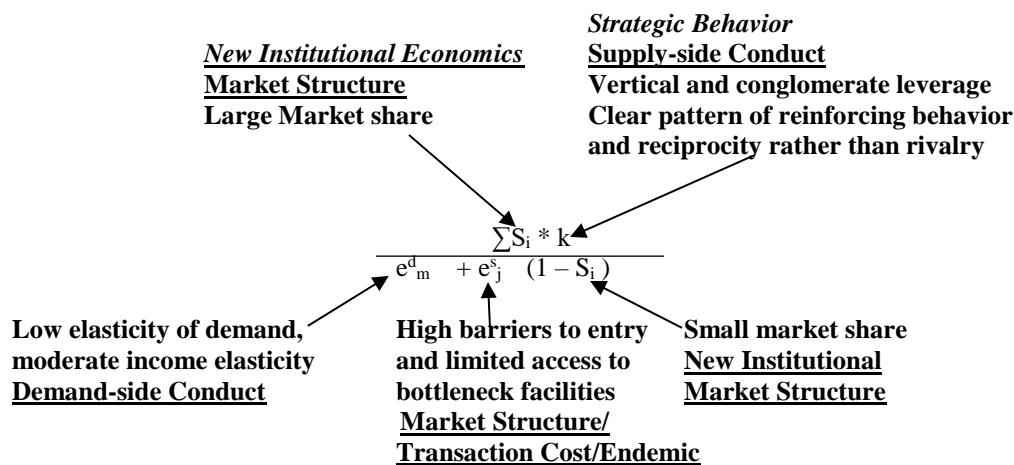 Strategic Behavior
Supply-side Conduct
Vertical and conglomerate leverage
Clear pattern of reinforcing behavior
and reciprocity rather than rivalry
New Institutional Economics
Market Structure
Large Market share
∑Sᵢ * k
eᵈₘ + eˢⱼ (1 – Sᵢ)
Low elasticity of demand,
moderate income elasticity
Demand-side Conduct
High barriers to entry
and limited access to
bottleneck facilities
Market Structure/
Transaction Cost/Endemic
Small market share
New Institutional
Market Structure